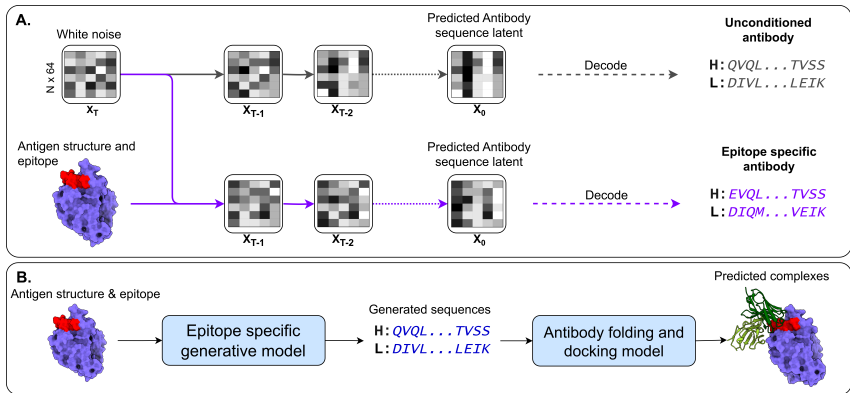 A.
White noise
N x 64
X_T
X_T-1
X_T-2
Predicted Antibody
sequence latent
X_0
Decode
Unconditioned
antibody
H:QVQL...TVSS
L:DIVL...LEIK
Antigen structure and
epitope
X_T-1
X_T-2
Predicted Antibody
sequence latent
X_0
Decode
Epitope specific
antibody
H:EVQL...TVSS
L:DIQM...VEIK
B.
Antigen structure & epitope
Epitope specific
generative model
Generated sequences
H:QVQL...TVSS
L:DIVL...LEIK
Antibody folding and
docking model
Predicted complexes